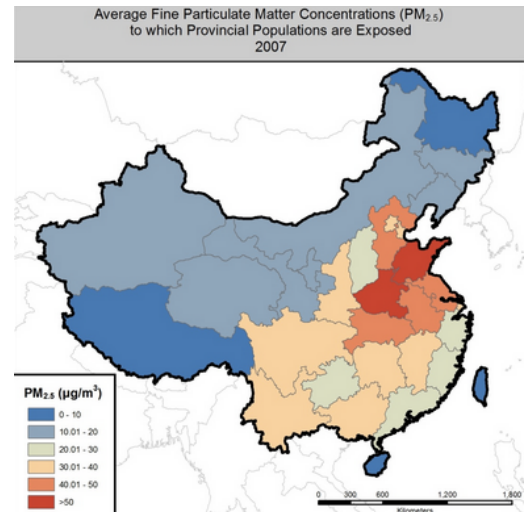 Average Fine Particulate Matter Concentrations (PM2.5)
to which Provincial Populations are Exposed
2007
PM2.5 (µg/m3)
0 - 10
10.01 - 20
20.01 - 30
30.01 - 40
40.01 - 50
>50
0 300 600 1,200 1,800
Kilometers